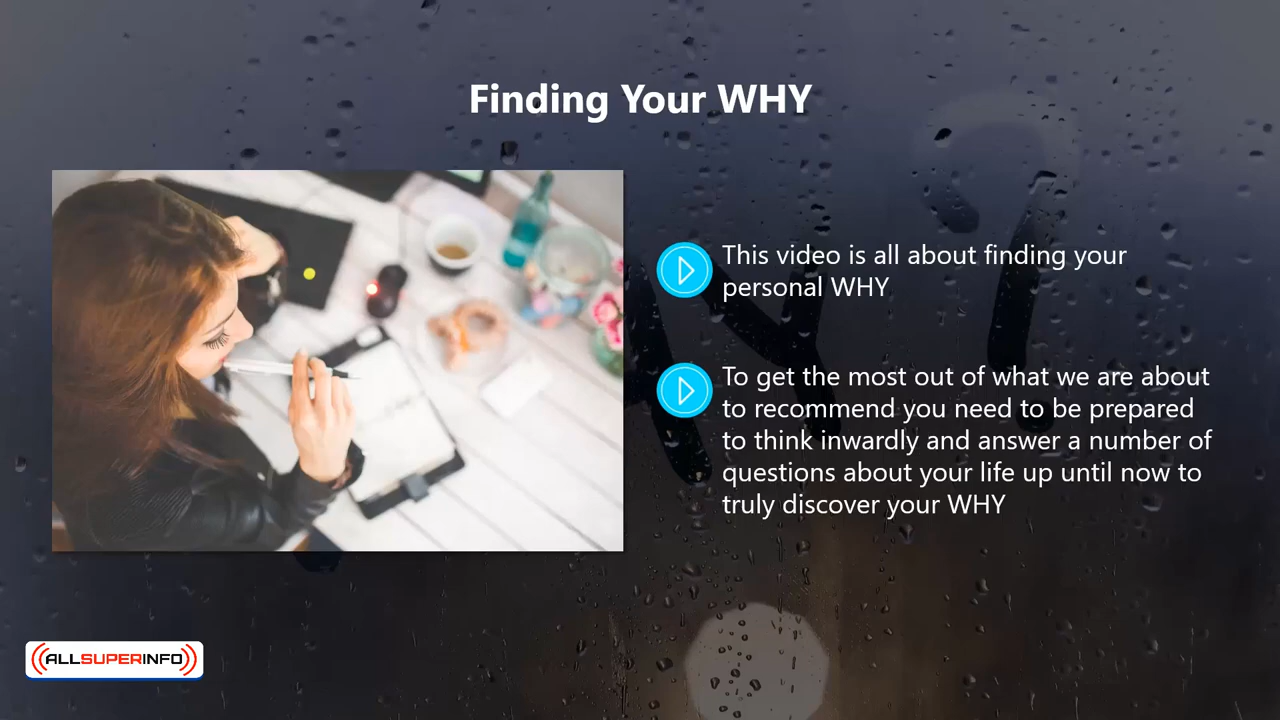 Finding Your WHY
This video is all about finding your
personal WHY
To get the most out of what we are about
to recommend you need to be prepared
to think inwardly and answer a number of
questions about your life up until now to
truly discover your WHY
ALLSUPERINFO